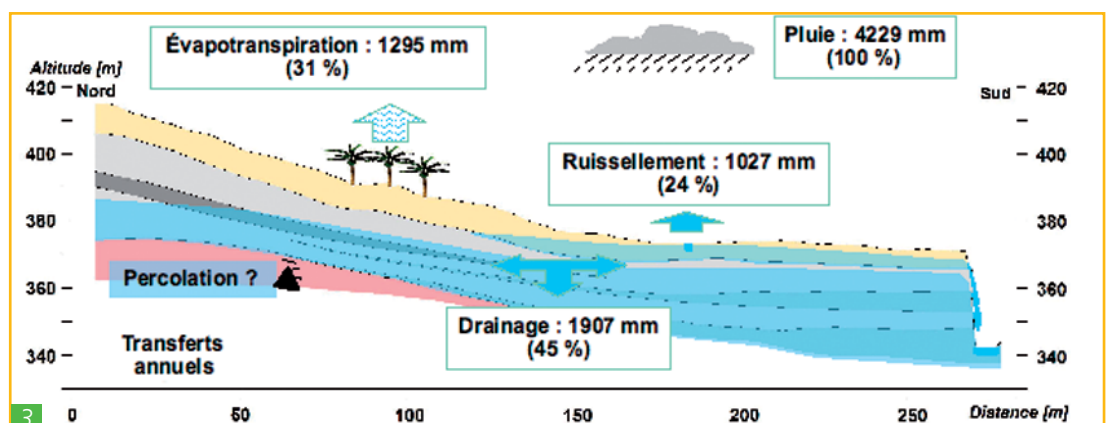 Évapotranspiration : 1295 mm
(31 %)
Pluie : 4229 mm
(100 %)
Altitude [m]
420
Nord
Sud
420
400
400
Ruissellement : 1027 mm
(24 %)
380
380
Percolation ?
360
360
Drainage : 1907 mm
(45 %)
Transferts
annuels
340
340
3
0
50
100
150
200
250
Distance [m]